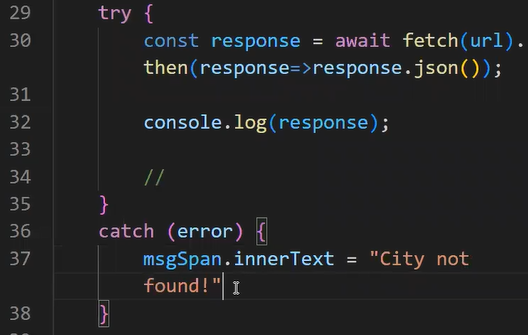 29 try {
30 const response = await fetch(url).
then(response=>response.json());
31
32 console.log(response);
33
34 //
35 }
36 catch (error) {
37 msgSpan.innerText = "City not
found!"
38 }